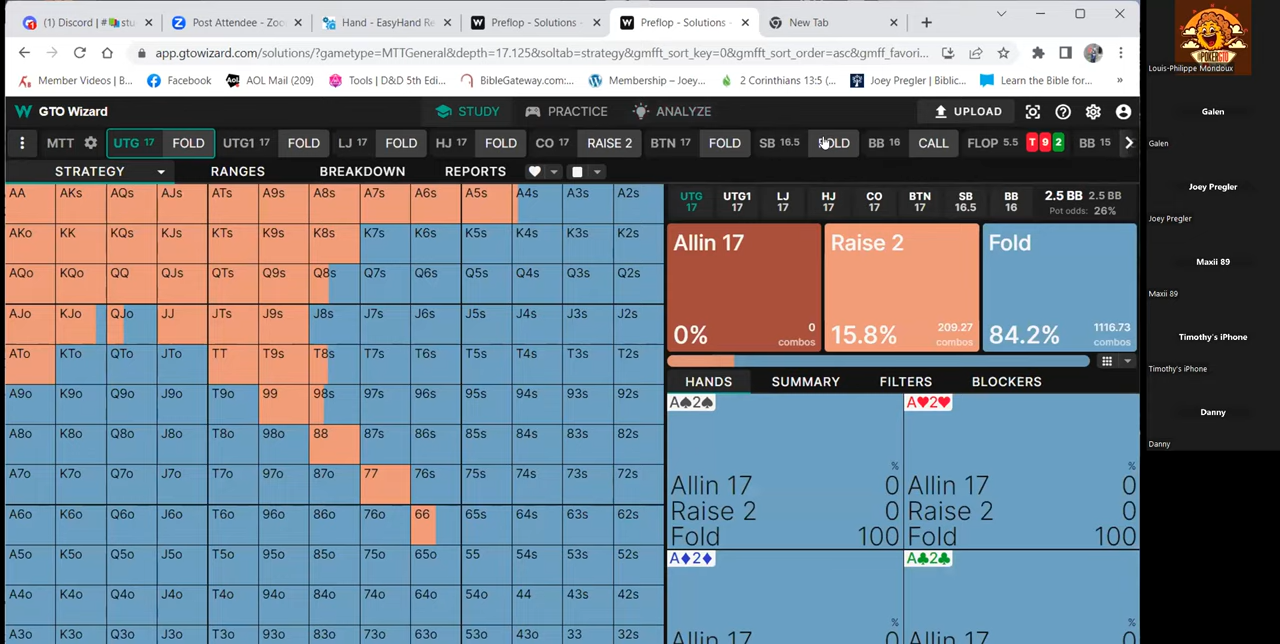 (1) Discord | #📚stu
Post Attendee - Zoo
Hand - EasyHand Re
Preflop - Solutions
Preflop - Solutions
New Tab
app.gtowizard.com/solutions/?gametype=MTTGeneral&depth=17.125&soltab=strategy&gmfft_sort_key=0&gmfft_sort_order=asc&gmff_favori...
Member Videos | B...
Facebook
AOL Mail (209)
Tools | D&D 5th Edi...
BibleGateway.com:...
Membership – Joey...
2 Corinthians 13:5 (...
Joey Pregler | Biblic...
Learn the Bible for...
»
GTO Wizard
STUDY
PRACTICE
ANALYZE
UPLOAD
MTT
UTG 17 FOLD
UTG1 17 FOLD
LJ 17 FOLD
HJ 17 FOLD
CO 17 RAISE 2
BTN 17 FOLD
SB 16.5 FOLD
BB 16 CALL
FLOP 5.5 T 9 2
BB 15
STRATEGY
RANGES
BREAKDOWN
REPORTS
AA AKs AQs AJs ATs A9s A8s A7s A6s A5s A4s A3s A2s
AKo KK KQs KJs KTs K9s K8s K7s K6s K5s K4s K3s K2s
AQo KQo QQ QJs QTs Q9s Q8s Q7s Q6s Q5s Q4s Q3s Q2s
AJo KJo QJo JJ JTs J9s J8s J7s J6s J5s J4s J3s J2s
ATo KTo QTo JTo TT T9s T8s T7s T6s T5s T4s T3s T2s
A9o K9o Q9o J9o T9o 99 98s 97s 96s 95s 94s 93s 92s
A8o K8o Q8o J8o T8o 98o 88 87s 86s 85s 84s 83s 82s
A7o K7o Q7o J7o T7o 97o 87o 77 76s 75s 74s 73s 72s
A6o K6o Q6o J6o T6o 96o 86o 76o 66 65s 64s 63s 62s
A5o K5o Q5o J5o T5o 95o 85o 75o 65o 55 54s 53s 52s
A4o K4o Q4o J4o T4o 94o 84o 74o 64o 54o 44 43s 42s
A3o K3o Q3o J3o T3o 93o 83o 73o 63o 53o 43o 33 32s
UTG UTG1 LJ HJ CO BTN SB BB
17 17 17 17 17 17 16.5 16
2.5 BB 2.5 BB
Pot odds: 26%
Allin 17
0%
0
combos
Raise 2
15.8%
209.27
combos
Fold
84.2%
1116.73
combos
HANDS
SUMMARY
FILTERS
BLOCKERS
A♠2♠
%
Allin 17 0
Raise 2 0
Fold 100
A♥2♥
%
Allin 17 0
Raise 2 0
Fold 100
A♦2♦
%
Allin 17 0
A♣2♣
%
Allin 17 0
POKERGTO
Louis-Philippe Mondoux
Galen
Galen
Joey Pregler
Joey Pregler
Maxii 89
Maxii 89
Timothy's iPhone
Timothy's iPhone
Danny
Danny